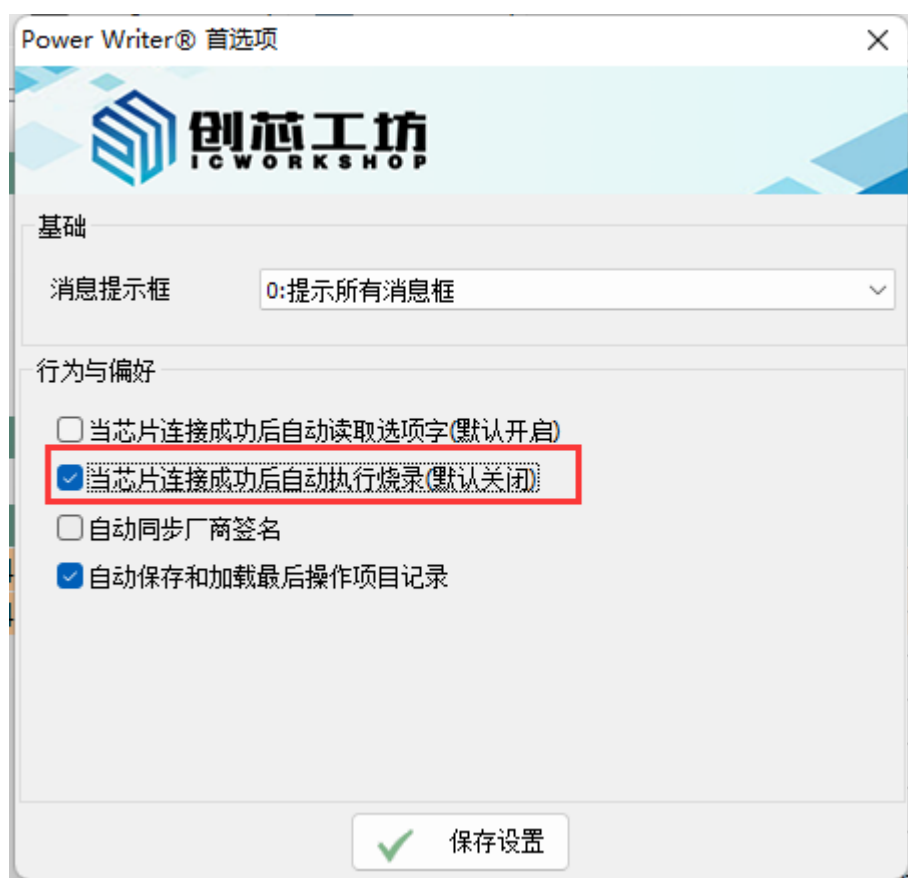 Power Writer® 首选项
创芯工坊
ICWORKSHOP
基础
消息提示框
0:提示所有消息框
行为与偏好
当芯片连接成功后自动读取选项字(默认开启)
当芯片连接成功后自动执行烧录(默认关闭)
自动同步厂商签名
自动保存和加载最后操作项目记录
保存设置